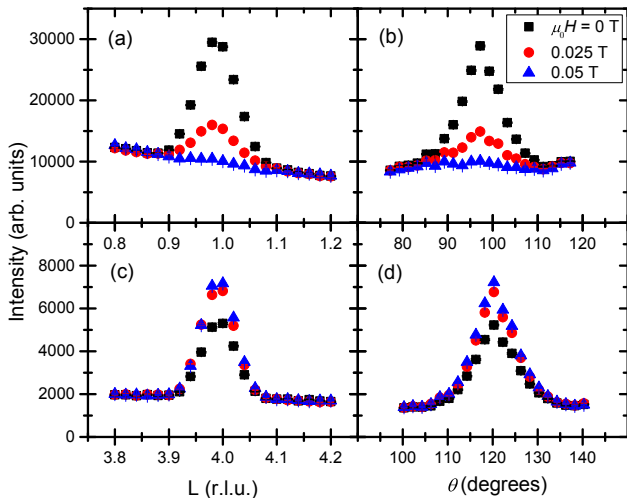 (a)
(b)
μ₀H = 0 T
0.025 T
0.05 T
30000
20000
10000
0
0.8 0.9 1.0 1.1 1.2
80 90 100 110 120
Intensity (arb. units)
(c)
(d)
8000
6000
4000
2000
0
3.8 3.9 4.0 4.1 4.2
100 110 120 130 140
L (r.l.u.)
θ (degrees)